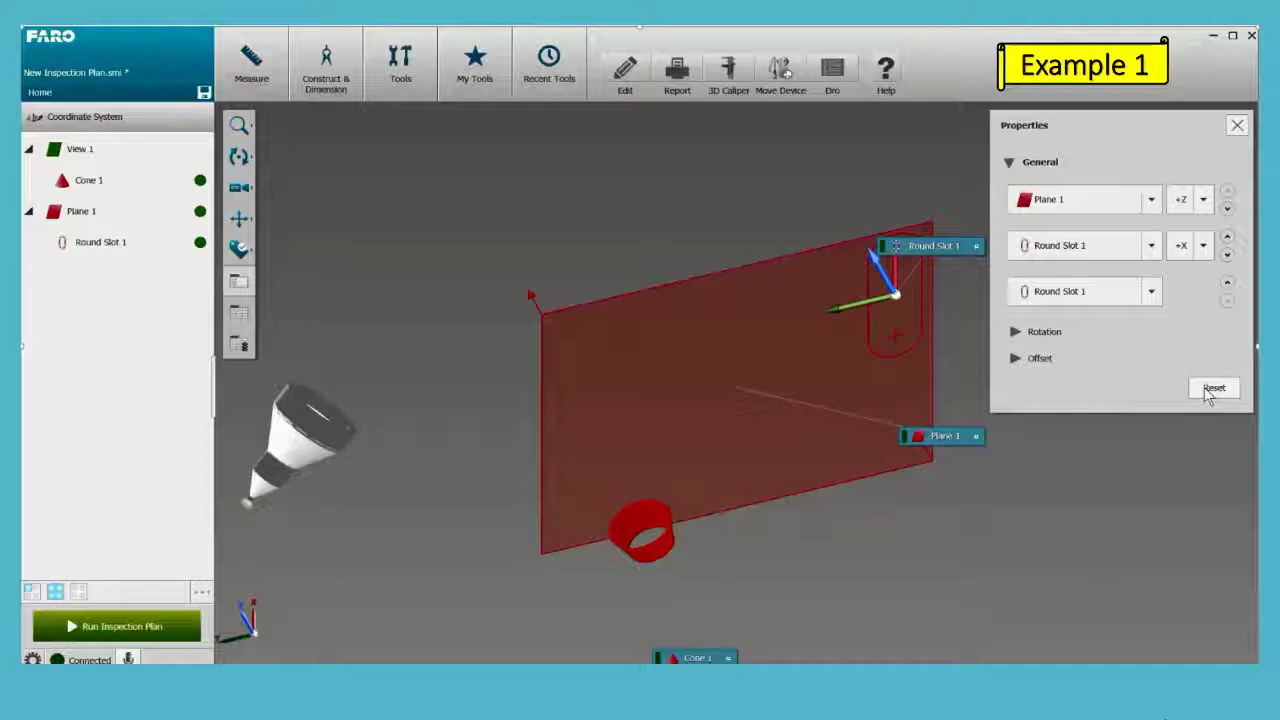 FARO
New Inspection Plan.smi *
Home
Measure
Construct &
Dimension
Tools
My Tools
Recent Tools
Edit
Report
3D Caliper
Move Device
Dro
Help
Example 1
Coordinate System
View 1
Cone 1
Plane 1
Round Slot 1
Run Inspection Plan
Connected
Round Slot 1
Plane 1
Cone 1
Properties
General
Plane 1
+Z
Round Slot 1
+X
Round Slot 1
Rotation
Offset
Reset